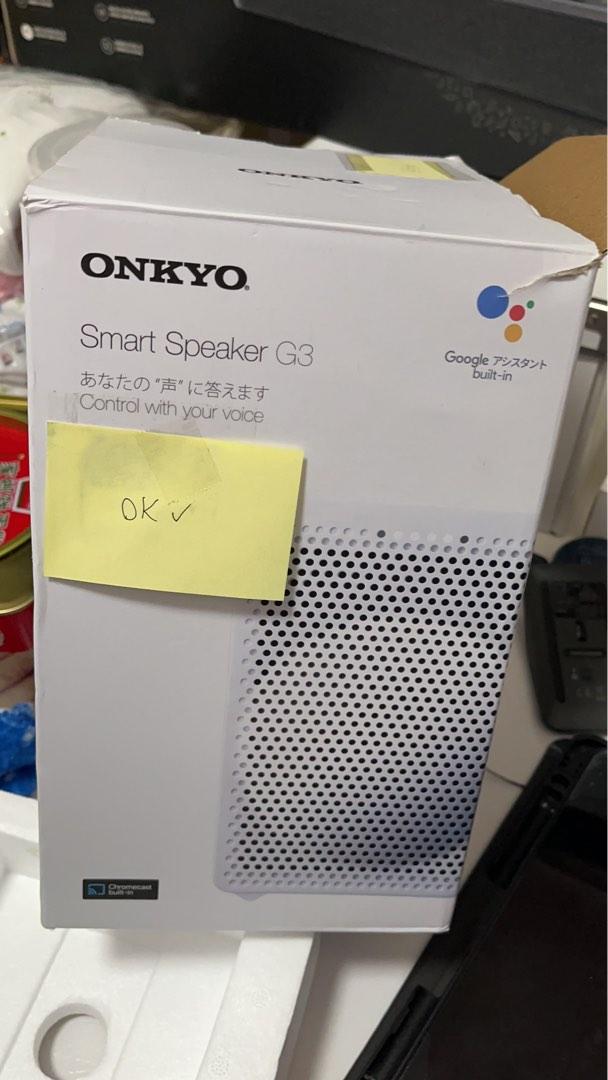 ONKYO
ONKYO
Smart Speaker G3
あなたの“声”に答えます
Control with your voice
Google アシスタント
built-in
OK ✓
Chromecast
built-in